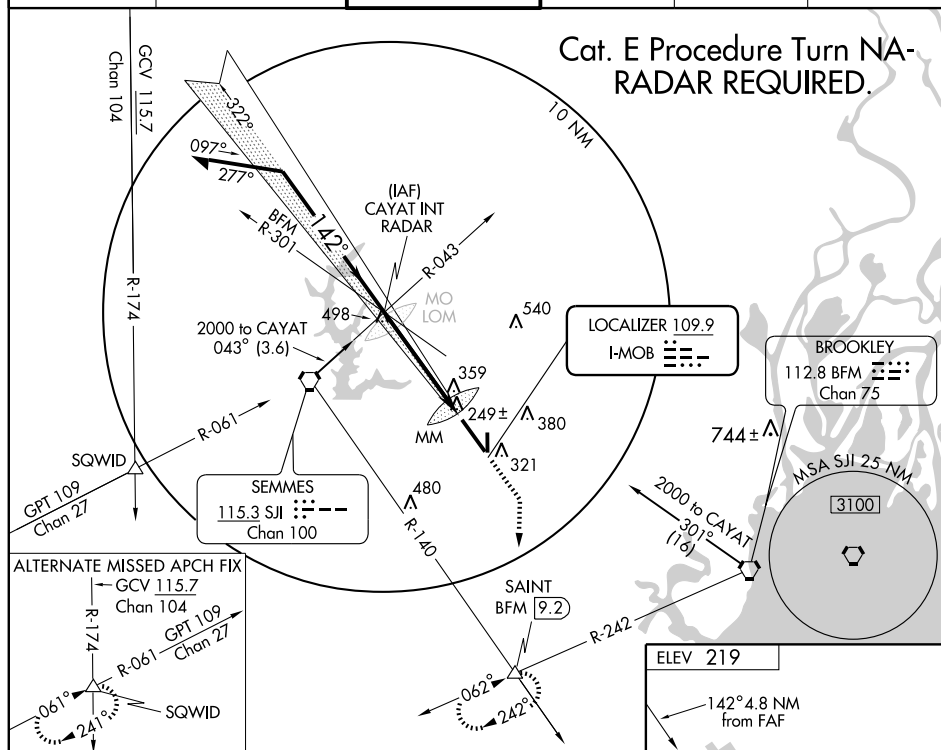 Cat. E Procedure Turn NA-
RADAR REQUIRED.
GCV 115.7
Chan 104
R-174
10 NM
322°
097°
277°
142°
BFM
R-301
(IAF)
CAYAT INT
RADAR
R-043
MO
LOM
498
2000 to CAYAT
043° (3.6)
540
LOCALIZER 109.9
I-MOB
BROOKLEY
112.8 BFM
Chan 75
359
249±
MM
380
321
744±
R-061
SQWID
GPT 109
Chan 27
SEMMES
115.3 SJI
Chan 100
480
R-140
MSA SJI 25 NM
3100
2000 to CAYAT
301°
(16)
ALTERNATE MISSED APCH FIX
GCV 115.7
Chan 104
R-174
GPT 109
R-061
Chan 27
061°
241°
SQWID
SAINT
BFM 9.2
R-242
062°
242°
ELEV 219
142° 4.8 NM
from FAF